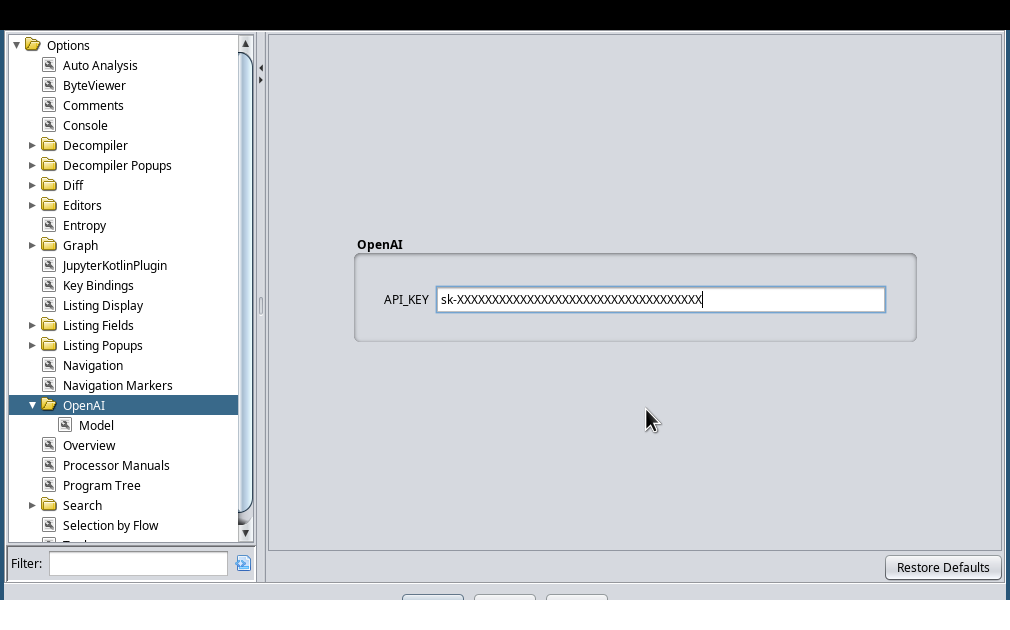 Options
Auto Analysis
ByteViewer
Comments
Console
Decompiler
Decompiler Popups
Diff
Editors
Entropy
Graph
JupyterKotlinPlugin
Key Bindings
Listing Display
Listing Fields
Listing Popups
Navigation
Navigation Markers
OpenAI
Model
Overview
Processor Manuals
Program Tree
Search
Selection by Flow
Filter:
OpenAI
API_KEY sk-XXXXXXXXXXXXXXXXXXXXXXXXXXXXXXXXXXX
Restore Defaults